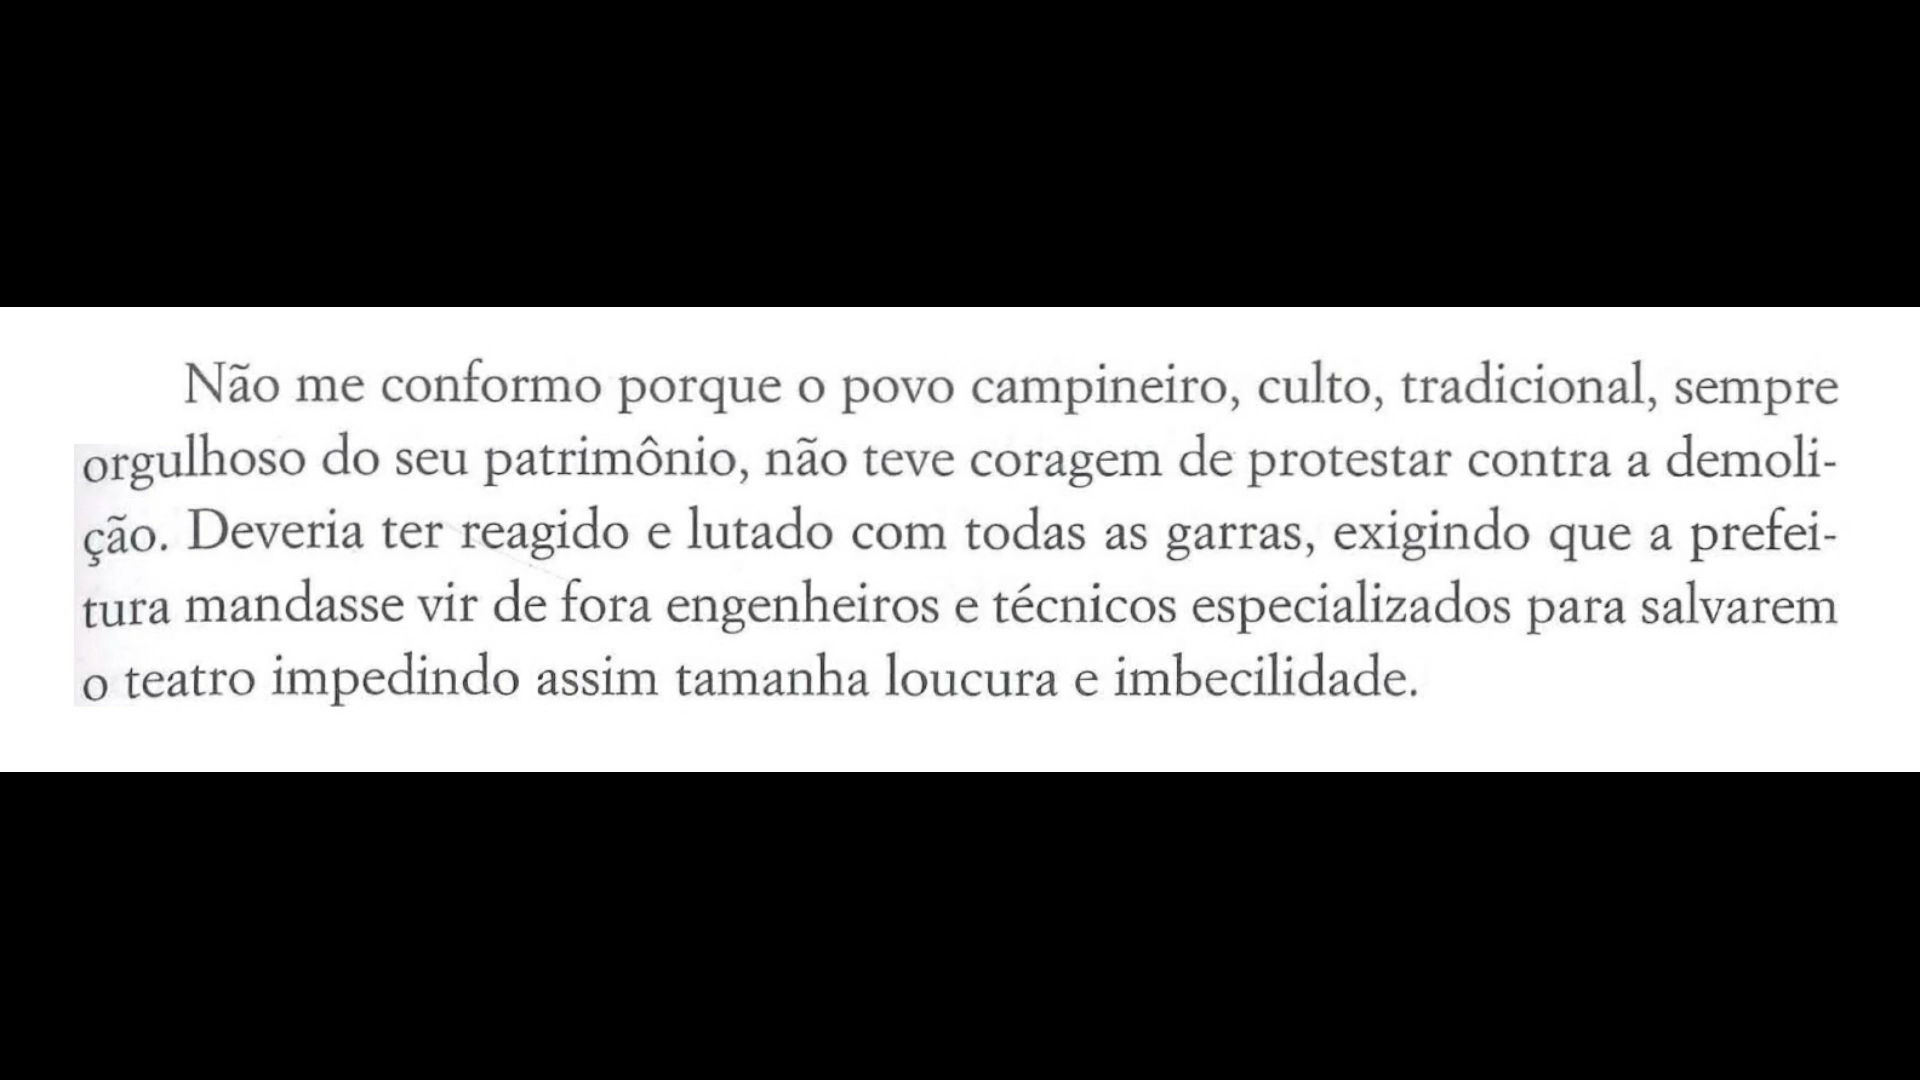 Não me conformo porque o povo campineiro, culto, tradicional, sempre
orgulhoso do seu patrimônio, não teve coragem de protestar contra a demoli-
ção. Deveria ter reagido e lutado com todas as garras, exigindo que a prefei-
tura mandasse vir de fora engenheiros e técnicos especializados para salvarem
o teatro impedindo assim tamanha loucura e imbecilidade.